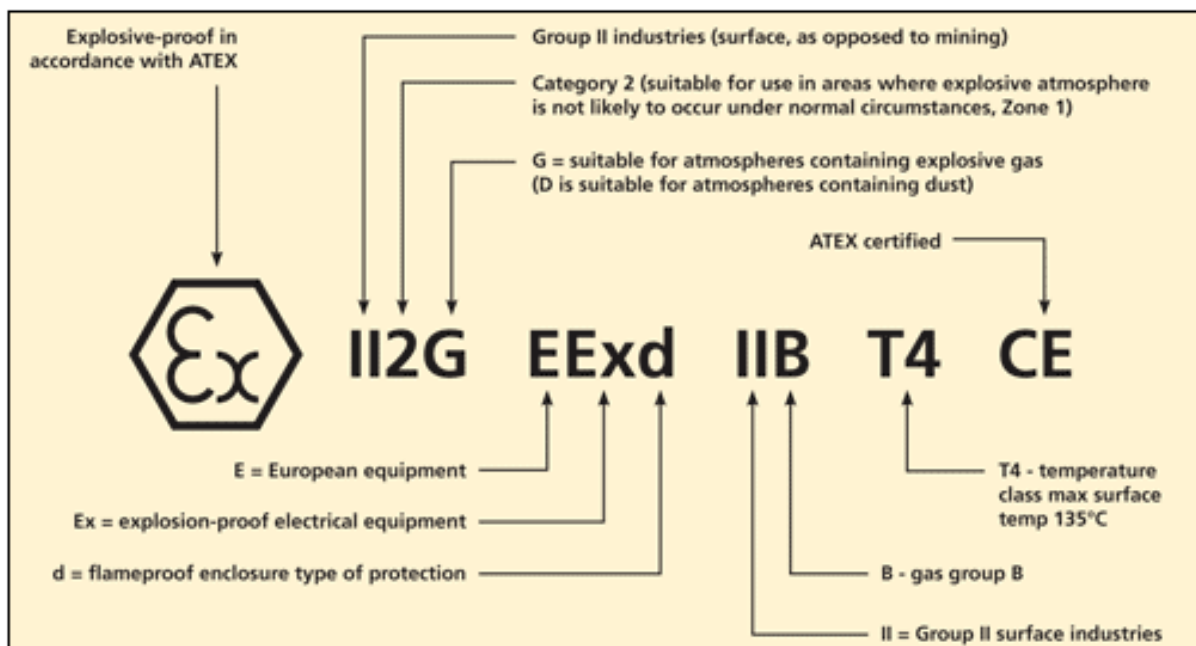 Explosive-proof in
accordance with ATEX
Group II industries (surface, as opposed to mining)
Category 2 (suitable for use in areas where explosive atmosphere
is not likely to occur under normal circumstances, Zone 1)
G = suitable for atmospheres containing explosive gas
(D is suitable for atmospheres containing dust)
ATEX certified
Ex II2G EExd IIB T4 CE
E = European equipment
Ex = explosion-proof electrical equipment
d = flameproof enclosure type of protection
T4 - temperature
class max surface
temp 135°C
B - gas group B
II = Group II surface industries